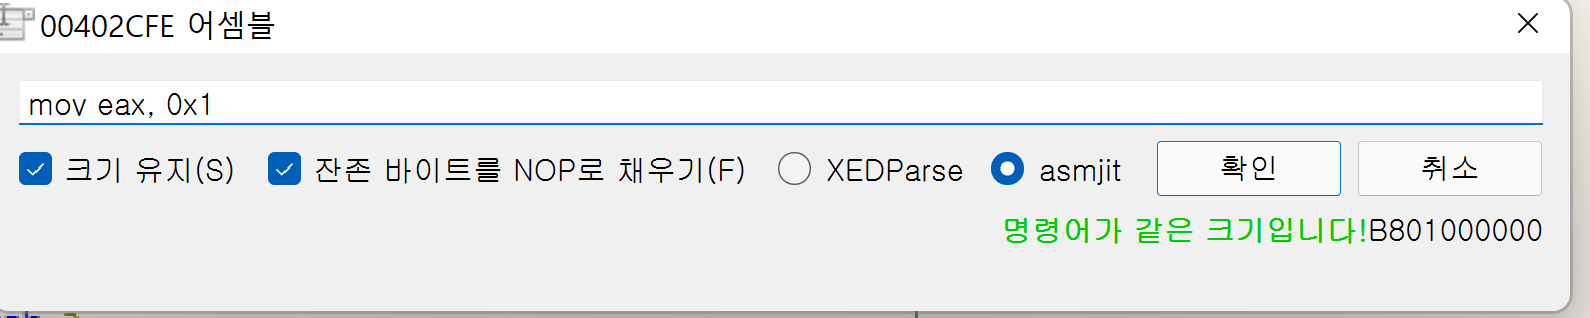 00402CFE 어셈블
mov eax, 0x1
크기 유지(S) 잔존 바이트를 NOP로 채우기(F) XEDParse asmjit 확인 취소
명령어가 같은 크기입니다!B801000000